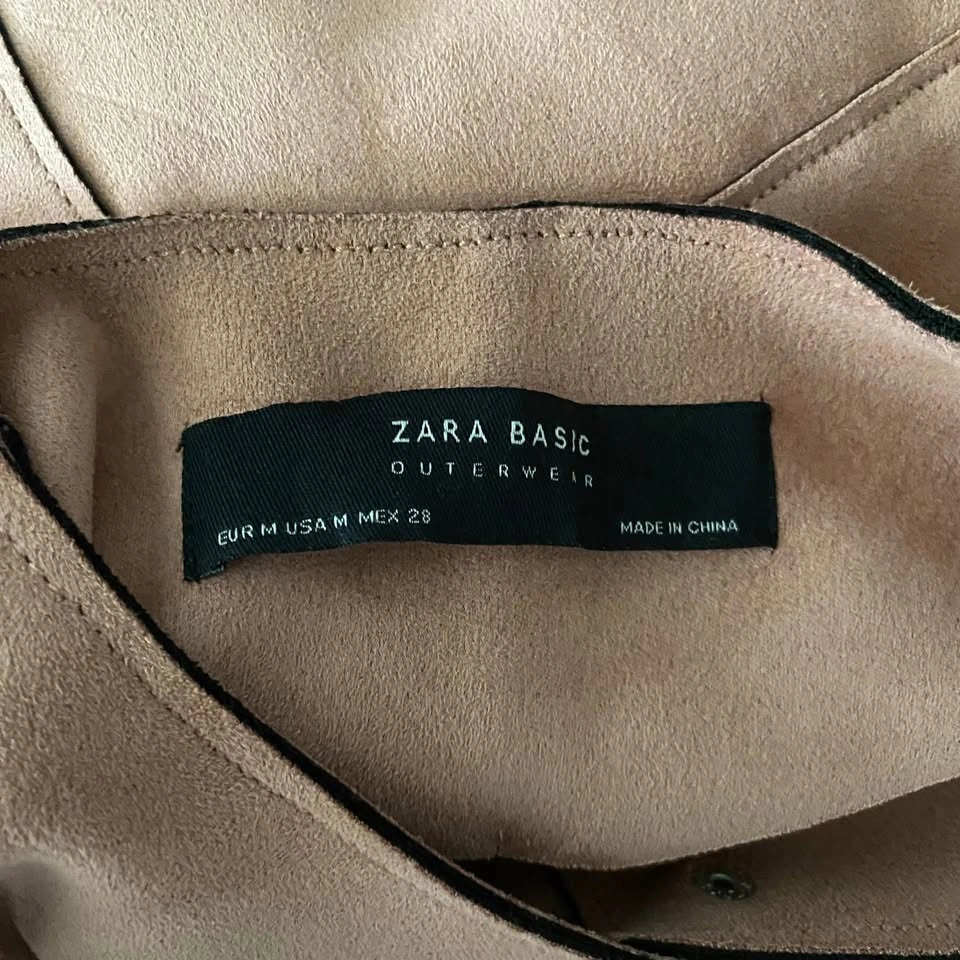 ZARA BASIC
OUTERWEAR
EUR M USA M MEX 28
MADE IN CHINA